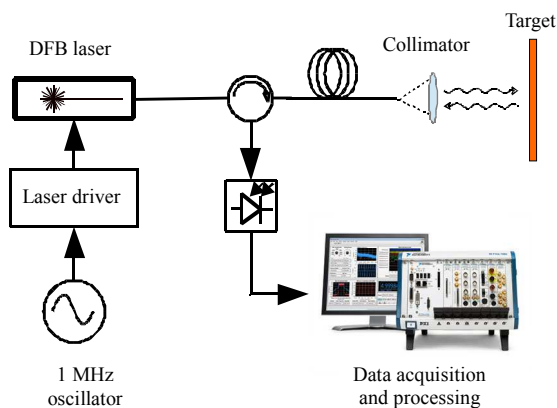 Target
DFB laser
Collimator
Laser driver
1 MHz
oscillator
Data acquisition
and processing